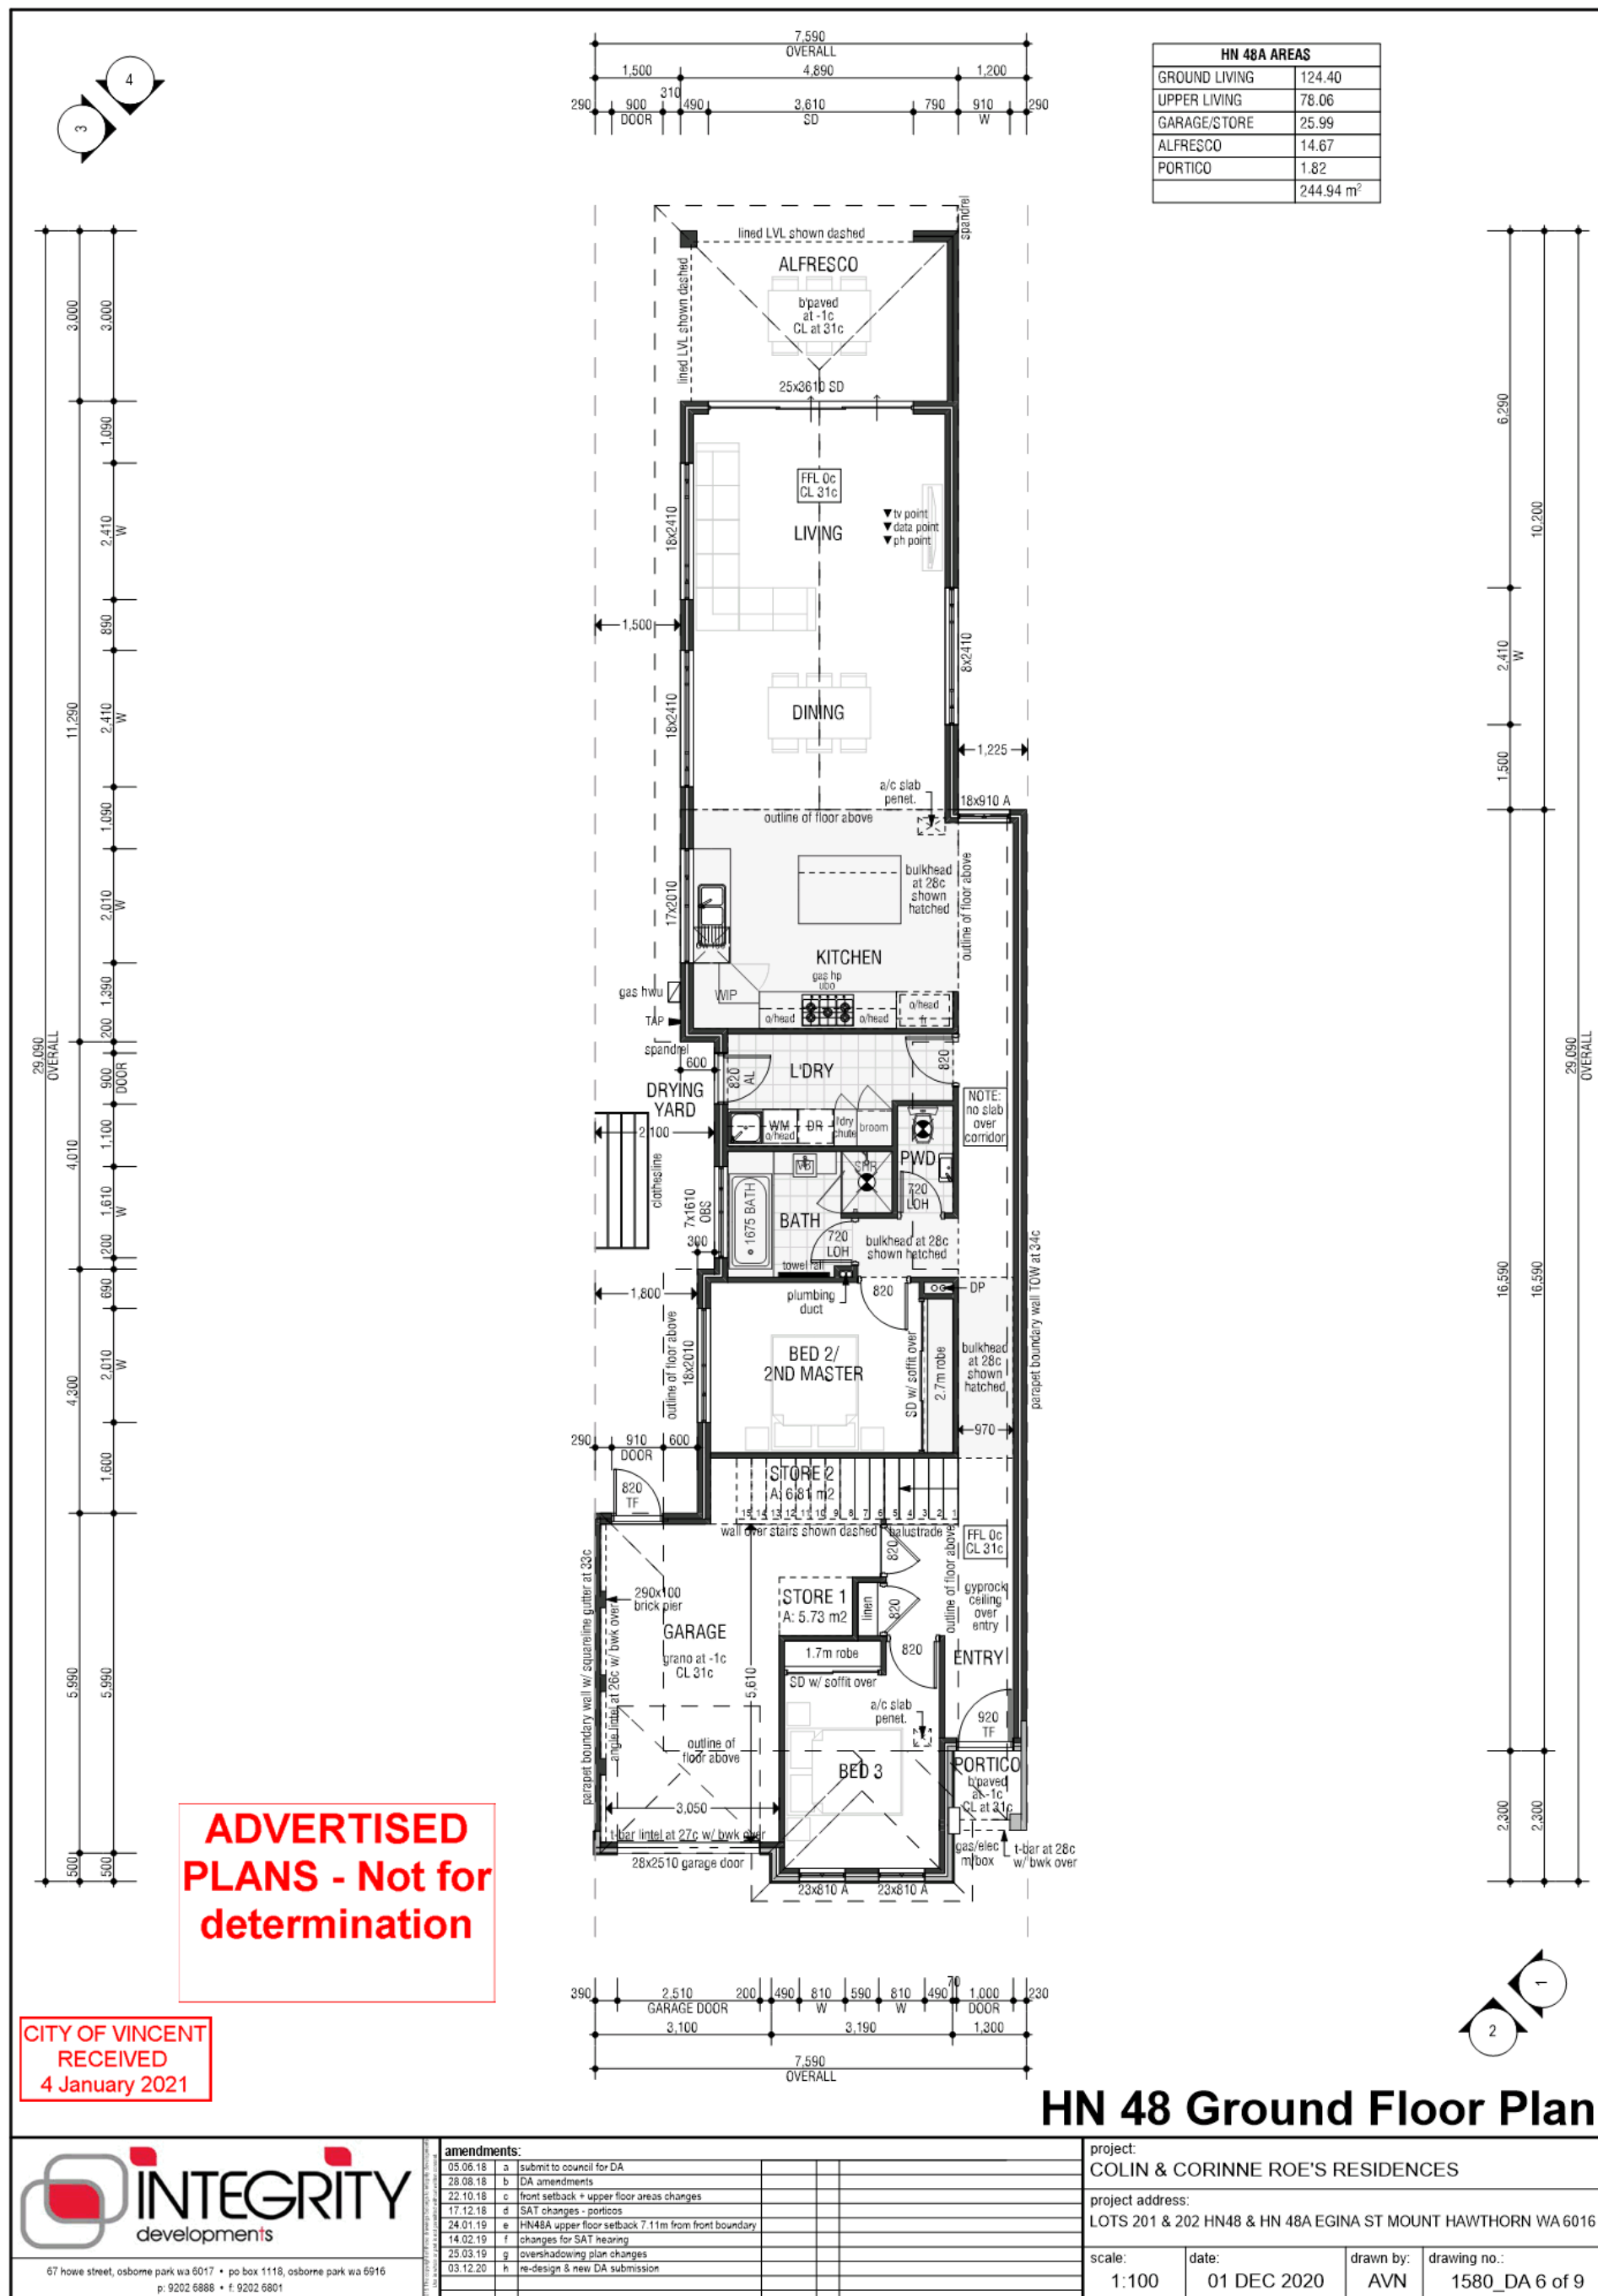 7,590
OVERALL
1,500 4,890 1,200
310
290 900 490 3,610 790 910 290
DOOR SD W
4
3
HN 48A AREAS
GROUND LIVING 124.40
UPPER LIVING 78.06
GARAGE/STORE 25.99
ALFRESCO 14.67
PORTICO 1.82
244.94 m²
spandrel
lined LVL shown dashed
lined LVL shown dashed
ALFRESCO
b'paved
at -1c
CL at 31c
25x3610 SD
3,000
3,000
1,090
2,410
W
890
2,410
W
11,290
1,090
2,010
W
1,390
200
900
DOOR
29,090
OVERALL
1,100
4,010
1,610
W
200
690
2,010
W
4,300
1,600
5,990
5,990
500
500
6,290
10,200
2,410
W
1,500
29,090
OVERALL
16,590
16,590
2,300
2,300
FFL 0c
CL 31c
LIVING
tv point
data point
ph point
18x2410
1,500
8x2410
18x2410
DINING
1,225
a/c slab
penet.
18x910 A
outline of floor above
bulkhead
at 28c
shown
hatched
outline of floor above
17x2010
KITCHEN
gas hp
ubo
WIP
o/head
o/head
o/head
fr
gas hwu
TAP
spandrel
600
820
AL
L'DRY
820
DRYING
YARD
2,100
clothesline
WM
o/head
DR
l'dry
chute
broom
NOTE:
no slab
over
corridor
PWD
720
LOH
VB
SHR
7x1610
OBS
1675 BATH
BATH
720
LOH
bulkhead at 28c
shown hatched
300
towel rail
1,800
plumbing
duct
820
DP
outline of floor above
18x2010
BED 2/
2ND MASTER
SD w/ soffit over
2.7m robe
bulkhead
at 28c
shown
hatched
970
parapet boundary wall TOW at 34c
290 910 600
DOOR
820
TF
STORE 2
A: 6.81 m2
15 14 13 12 11 10 9 8 7 6 5 4 3 2 1
wall over stairs shown dashed
balustrade
FFL 0c
CL 31c
820
outline of floor above
gyprock
ceiling
over
entry
parapet boundary wall w/ squareline gutter at 33c
290x100
brick pier
angle lintel at 26c w/ bwk over
GARAGE
grano at -1c
CL 31c
5,610
STORE 1
A: 5.73 m2
linen
820
820
1.7m robe
SD w/ soffit over
ENTRY
a/c slab
penet.
920
TF
outline of
floor above
BED 3
PORTICO
b'paved
at -1c
CL at 31c
3,050
t-bar lintel at 27c w/ bwk over
28x2510 garage door
23x810 A 23x810 A
gas/elec
m/box
t-bar at 28c
w/ bwk over
ADVERTISED
PLANS - Not for
determination
CITY OF VINCENT
RECEIVED
4 January 2021
70
390 2,510 200 490 810 590 810 490 1,000 230
GARAGE DOOR W W DOOR
3,100 3,190 1,300
7,590
OVERALL
1
2
HN 48 Ground Floor Plan
INTEGRITY
developments
67 howe street, osborne park wa 6017 • po box 1118, osborne park wa 6916
p: 9202 6888 • f: 9202 6801
amendments:
05.06.18 a submit to council for DA
28.08.18 b DA amendments
22.10.18 c front setback + upper floor areas changes
17.12.18 d SAT changes - porticos
24.01.19 e HN48A upper floor setback 7.11m from front boundary
14.02.19 f changes for SAT hearing
25.03.19 g overshadowing plan changes
03.12.20 h re-design & new DA submission
project:
COLIN & CORINNE ROE'S RESIDENCES
project address:
LOTS 201 & 202 HN48 & HN 48A EGINA ST MOUNT HAWTHORN WA 6016
scale: date: drawn by: drawing no.:
1:100 01 DEC 2020 AVN 1580_DA 6 of 9